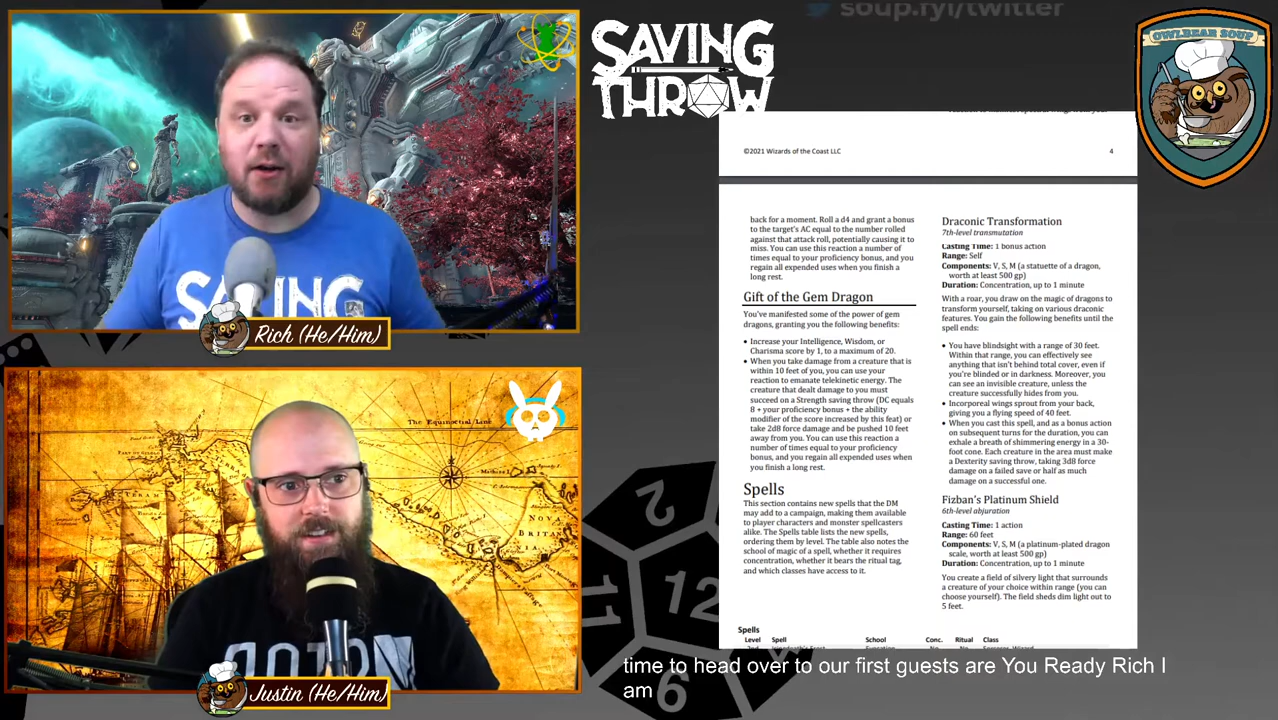 soup.ryl/twitter
SAVING
THROW
OWLBEAR SOUP
©2021 Wizards of the Coast LLC
4
back for a moment. Roll a d4 and grant a bonus
to the target's AC equal to the number rolled
against that attack roll, potentially causing it to
miss. You can use this reaction a number of
times equal to your proficiency bonus, and you
regain all expended uses when you finish a
long rest.
Gift of the Gem Dragon
You've manifested some of the power of gem
dragons, granting you the following benefits:
• Increase your Intelligence, Wisdom, or
Charisma score by 1, to a maximum of 20.
• When you take damage from a creature that is
within 10 feet of you, you can use your
reaction to emanate telekinetic energy. The
creature that dealt damage to you must
succeed on a Strength saving throw (DC equals
8 + your proficiency bonus + the ability
modifier of the score increased by this feat) or
take 2d8 force damage and be pushed 10 feet
away from you. You can use this reaction a
number of times equal to your proficiency
bonus, and you regain all expended uses when
you finish a long rest.
Spells
This section contains new spells that the DM
may add to a campaign, making them available
to player characters and monster spellcasters
alike. The Spells table lists the new spells,
ordering them by level. The table also notes the
school of magic of a spell, whether it requires
concentration, whether it bears the ritual tag,
and which classes have access to it.
Draconic Transformation
7th-level transmutation
Casting Time: 1 bonus action
Range: Self
Components: V, S, M (a statuette of a dragon,
worth at least 500 gp)
Duration: Concentration, up to 1 minute
With a roar, you draw on the magic of dragons to
transform yourself, taking on various draconic
features. You gain the following benefits until the
spell ends:
• You have blindsight with a range of 30 feet.
Within that range, you can effectively see
anything that isn't behind total cover, even if
you're blinded or in darkness. Moreover, you
can see an invisible creature, unless the
creature successfully hides from you.
• Incorporeal wings sprout from your back,
giving you a flying speed of 40 feet.
• When you cast this spell, and as a bonus action
on subsequent turns for the duration, you can
exhale a breath of shimmering energy in a 30-
foot cone. Each creature in the area must make
a Dexterity saving throw, taking 3d8 force
damage on a failed save or half as much
damage on a successful one.
Fizban's Platinum Shield
6th-level abjuration
Casting Time: 1 action
Range: 60 feet
Components: V, S, M (a platinum-plated dragon
scale, worth at least 500 gp)
Duration: Concentration, up to 1 minute
You create a field of silvery light that surrounds
a creature of your choice within range (you can
choose yourself). The field sheds dim light out to
5 feet.
Spells
Level Spell School Conc. Ritual Class
time to head over to our first guests are You Ready Rich I
am
SAVING
Rich (He/Him)
The Equinoctial Line
Justin (He/Him)
2
11
12
6